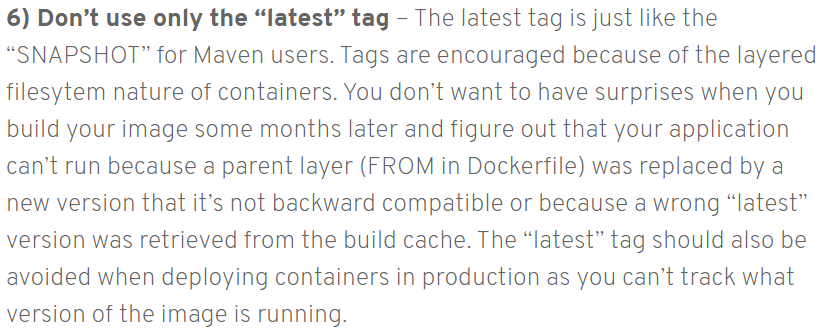 6) Don’t use only the “latest” tag – The latest tag is just like the
“SNAPSHOT” for Maven users. Tags are encouraged because of the layered
filesytem nature of containers. You don’t want to have surprises when you
build your image some months later and figure out that your application
can’t run because a parent layer (FROM in Dockerfile) was replaced by a
new version that it’s not backward compatible or because a wrong “latest”
version was retrieved from the build cache. The “latest” tag should also be
avoided when deploying containers in production as you can’t track what
version of the image is running.